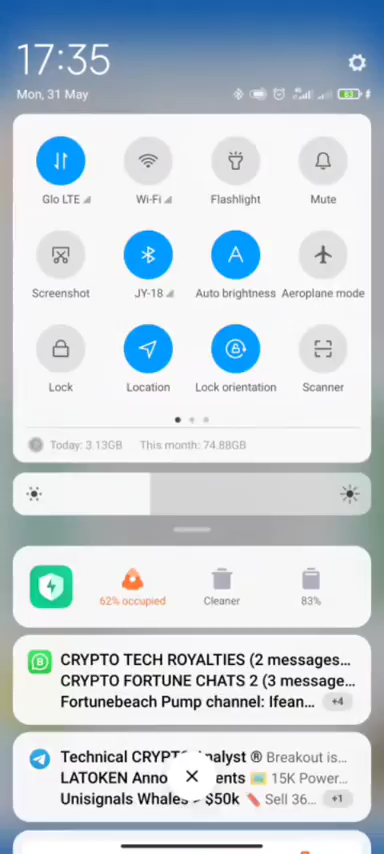 17:35
Mon, 31 May
83
Glo LTE
Wi-Fi
Flashlight
Mute
Screenshot
JY-18
Auto brightness
Aeroplane mode
Lock
Location
Lock orientation
Scanner
Today: 3.13GB This month: 74.88GB
62% occupied
Cleaner
83%
CRYPTO TECH ROYALTIES (2 messages...
CRYPTO FORTUNE CHATS 2 (3 message...
Fortunebeach Pump channel: Ifean... +4
Technical CRYPTO Analyst ® Breakout is...
LATOKEN 15K Power...
Unisignals Whales $50k Sell 36... +1